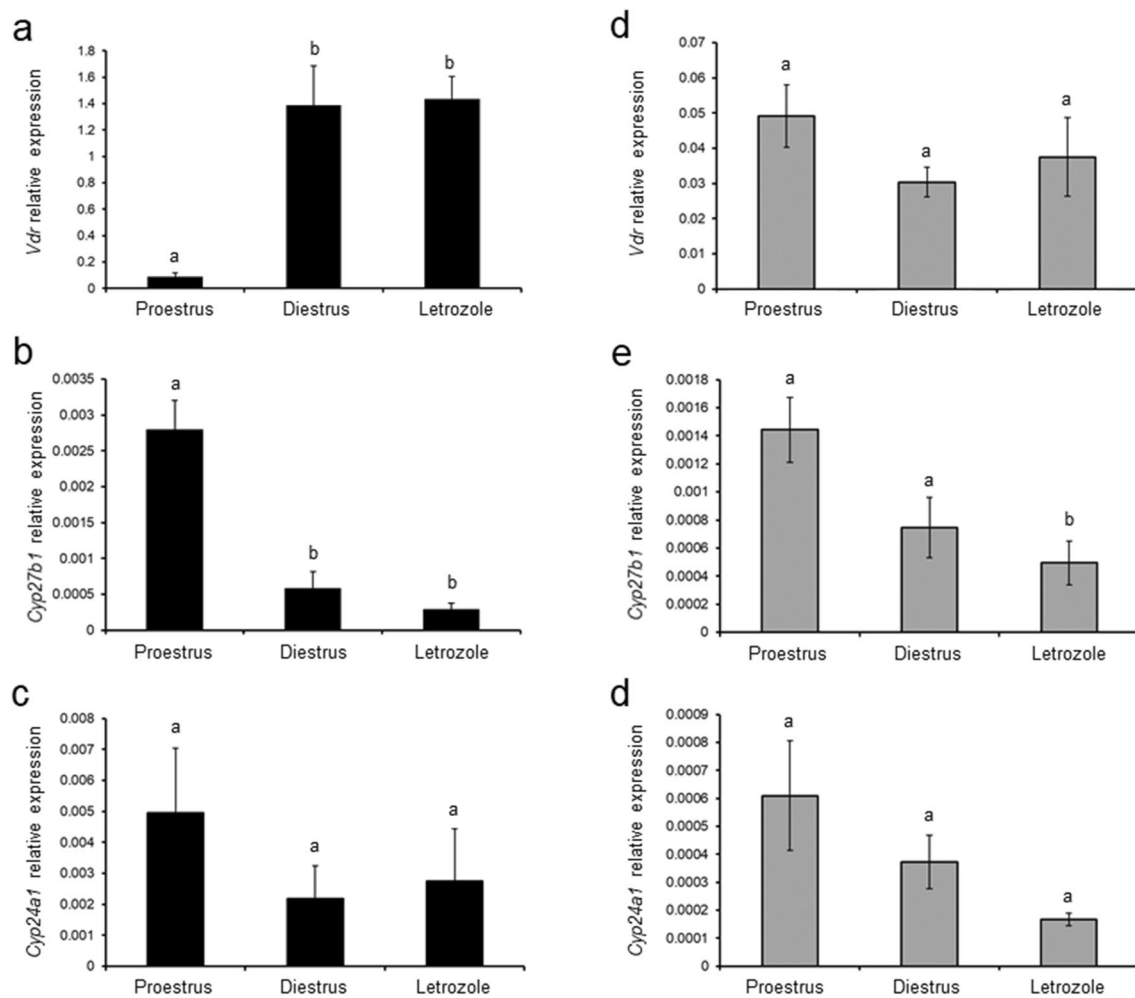 a
Vdr relative expression
1.8
1.6
1.4
1.2
1
0.8
0.6
0.4
0.2
0
a
b
b
Proestrus Diestrus Letrozole
d
Vdr relative expression
0.07
0.06
0.05
0.04
0.03
0.02
0.01
0
a
a
a
Proestrus Diestrus Letrozole
b
Cyp27b1 relative expression
0.0035
0.003
0.0025
0.002
0.0015
0.001
0.0005
0
a
b
b
Proestrus Diestrus Letrozole
e
Cyp27b1 relative expression
0.0018
0.0016
0.0014
0.0012
0.001
0.0008
0.0006
0.0004
0.0002
0
a
a
b
Proestrus Diestrus Letrozole
c
Cyp24a1 relative expression
0.008
0.007
0.006
0.005
0.004
0.003
0.002
0.001
0
a
a
a
Proestrus Diestrus Letrozole
d
Cyp24a1 relative expression
0.0009
0.0008
0.0007
0.0006
0.0005
0.0004
0.0003
0.0002
0.0001
0
a
a
a
Proestrus Diestrus Letrozole